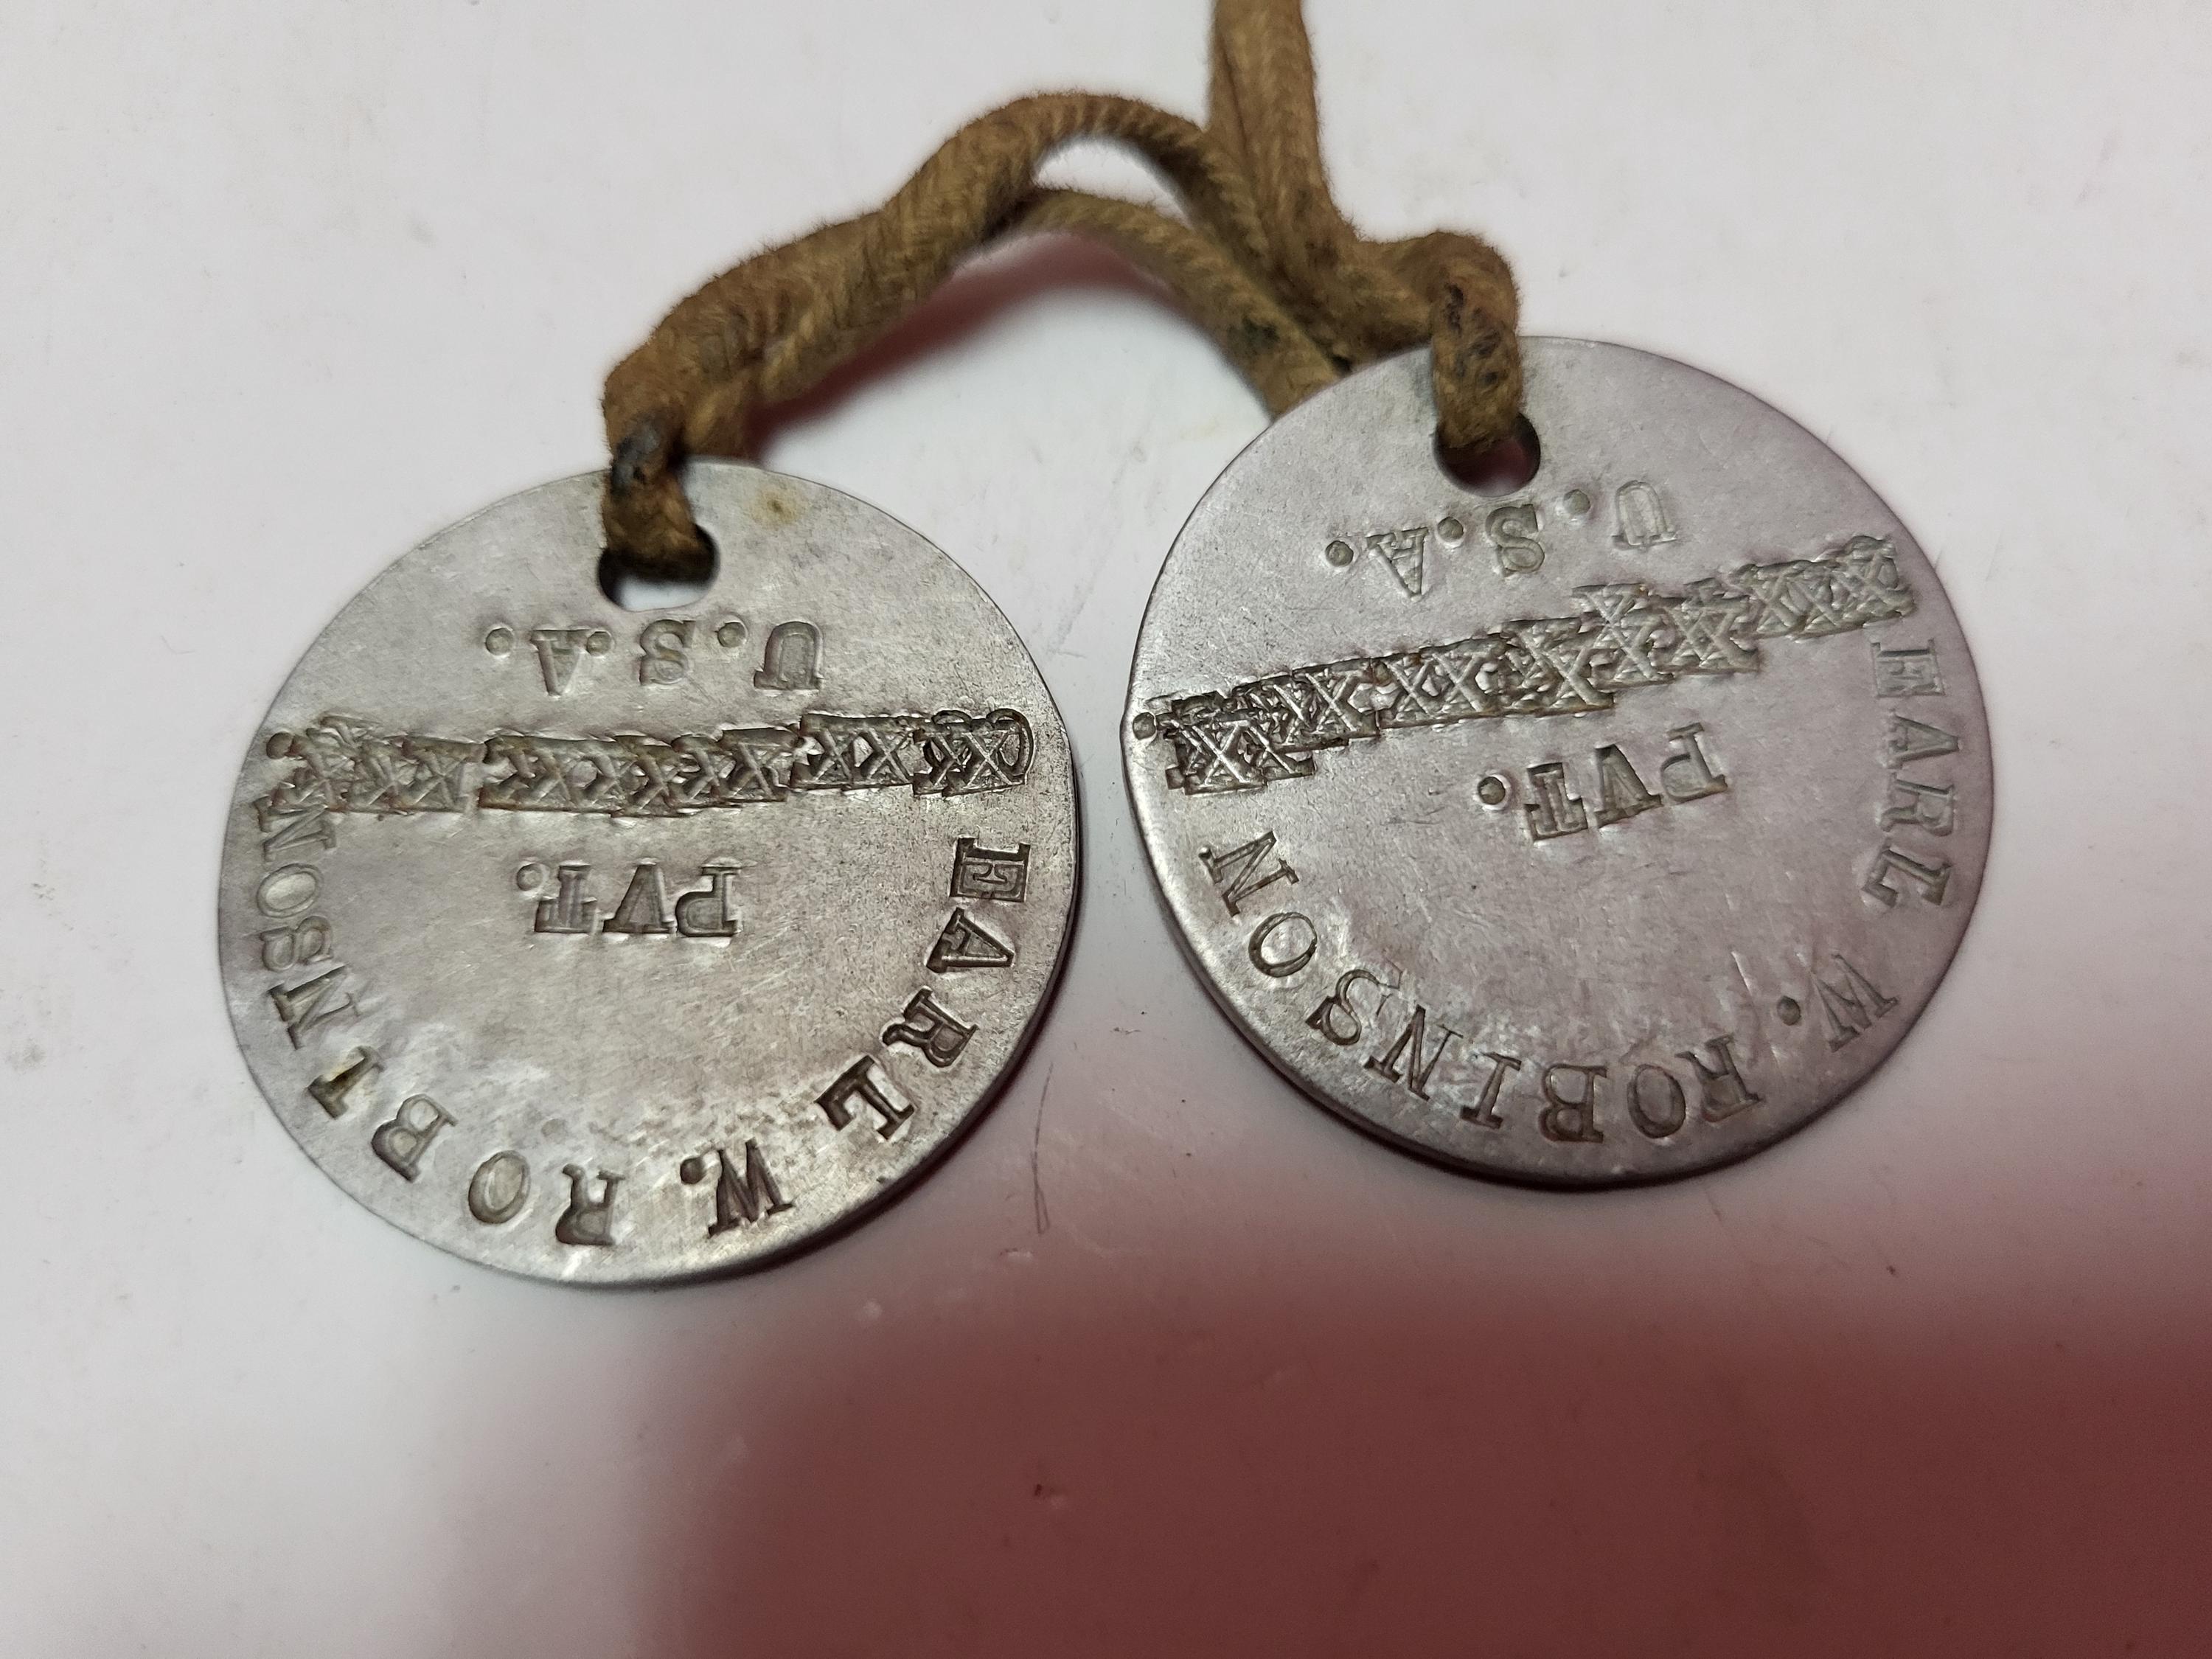 EARL W. ROBINSON
PVT.
U.S.A.
EARL W. ROBINSON
PVT.
U.S.A.